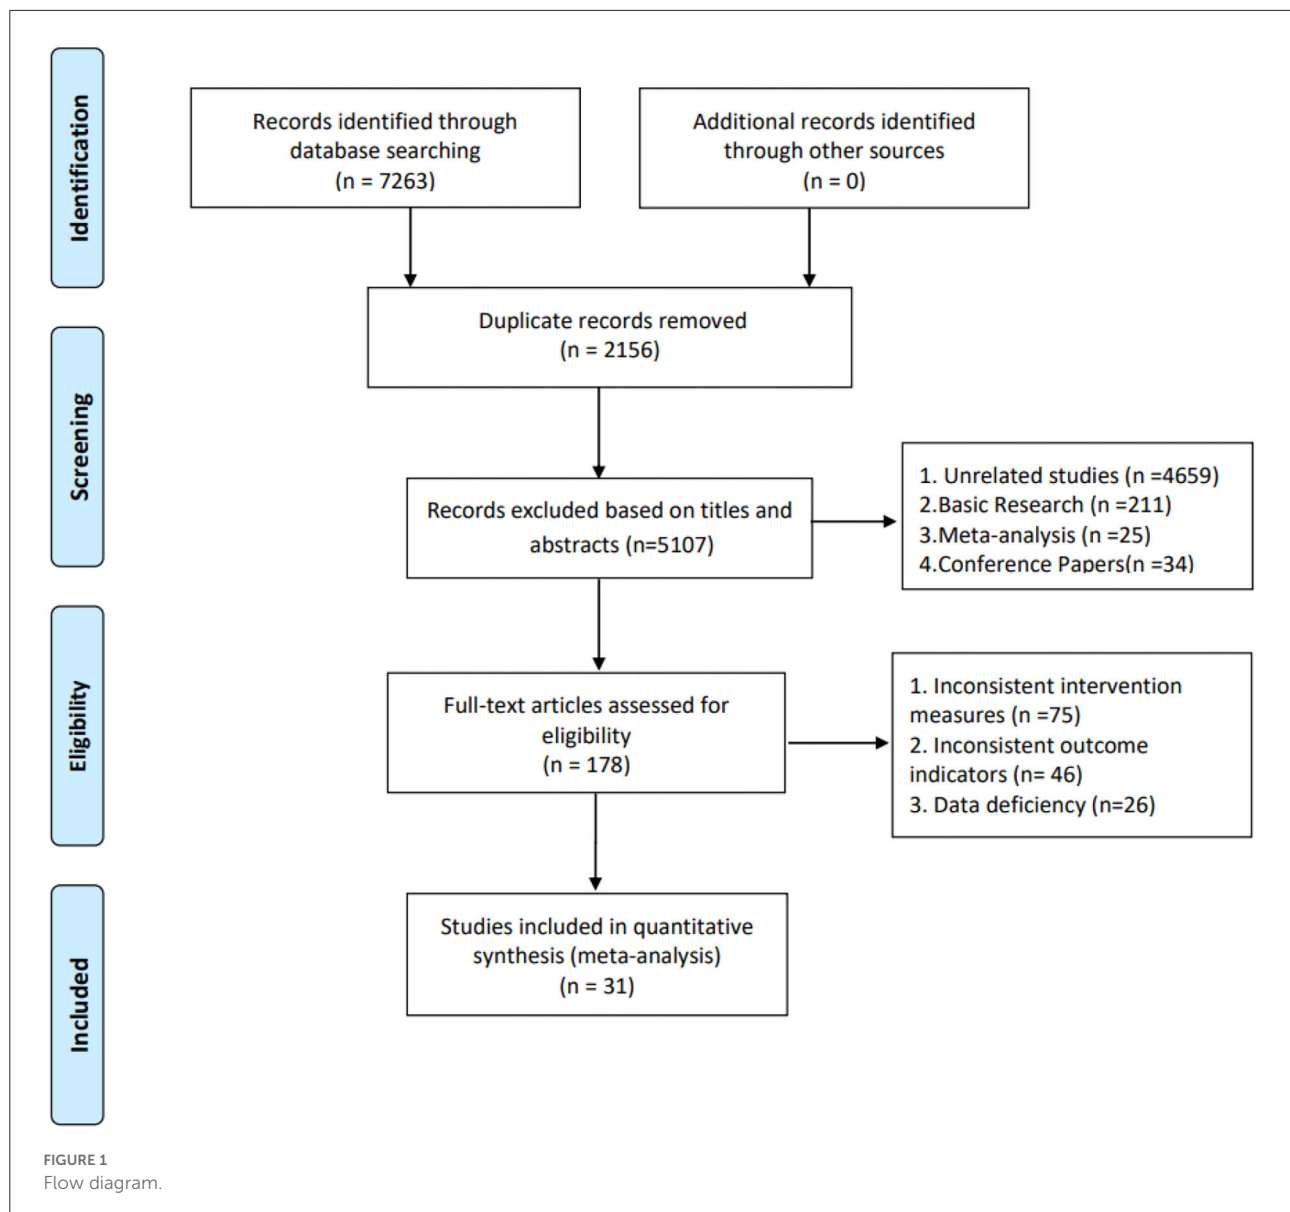 Identification
Records identified through
database searching
(n = 7263)
Additional records identified
through other sources
(n = 0)
Duplicate records removed
(n = 2156)
Screening
Records excluded based on titles and
abstracts (n=5107)
1. Unrelated studies (n =4659)
2.Basic Research (n =211)
3.Meta-analysis (n =25)
4.Conference Papers(n =34)
Eligibility
Full-text articles assessed for
eligibility
(n = 178)
1. Inconsistent intervention
measures (n =75)
2. Inconsistent outcome
indicators (n= 46)
3. Data deficiency (n=26)
Included
Studies included in quantitative
synthesis (meta-analysis)
(n = 31)
FIGURE 1
Flow diagram.